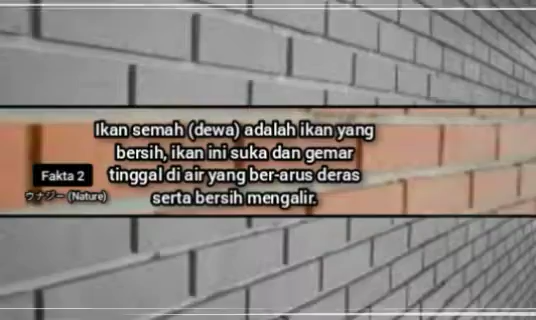 Ikan semah (dewa) adalah ikan yang
bersih, ikan ini suka dan gemar
tinggal di air yang ber-arus deras
serta bersih mengalir.
Fakta 2
ウナジー (Nature)